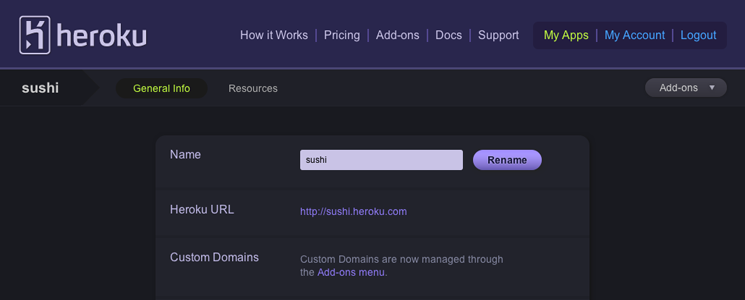 heroku
How it Works Pricing Add-ons Docs Support My Apps My Account Logout
sushi General Info Resources Add-ons
Name sushi Rename
Heroku URL http://sushi.heroku.com
Custom Domains Custom Domains are now managed through
the Add-ons menu.